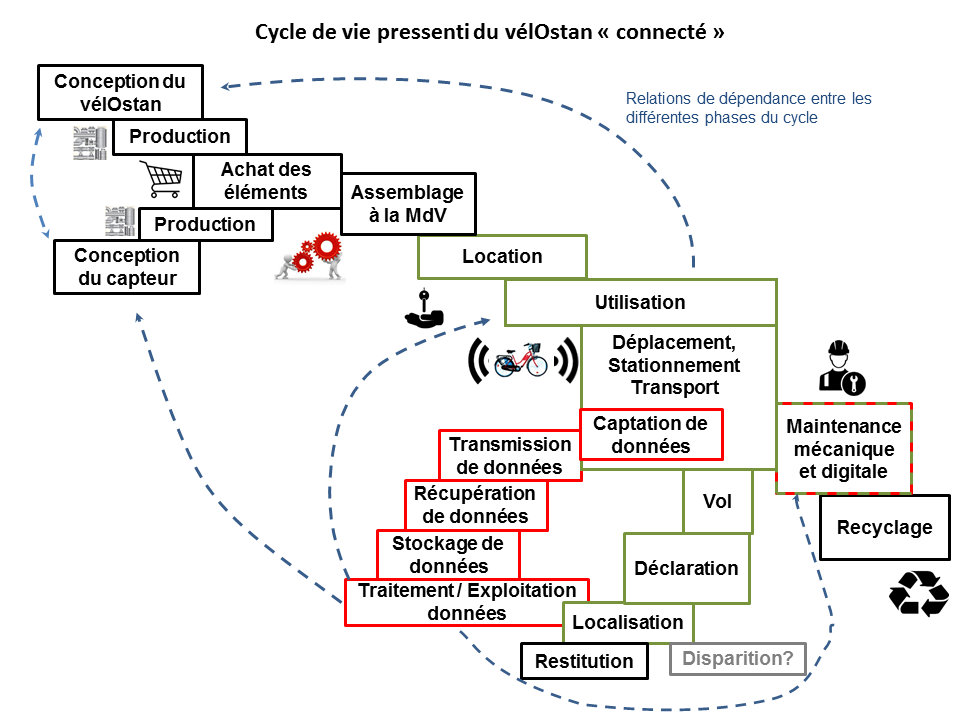 Cycle de vie pressenti du vélOstan « connecté »
Relations de dépendance entre les
différentes phases du cycle
Conception du
vélOstan
Production
Achat des
éléments
Assemblage
à la MdV
Production
Conception
du capteur
Location
Utilisation
Déplacement,
Stationnement
Transport
Captation de
données
Maintenance
mécanique
et digitale
Transmission
de données
Récupération
de données
Stockage de
données
Traitement / Exploitation
données
Vol
Déclaration
Localisation
Restitution
Disparition?
Recyclage